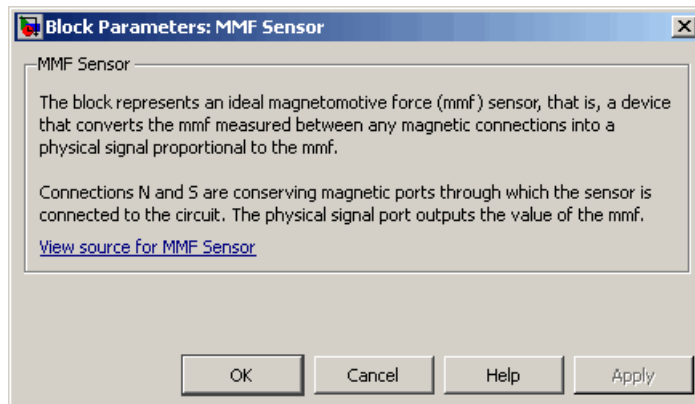 Block Parameters: MMF Sensor
MMF Sensor
The block represents an ideal magnetomotive force (mmf) sensor, that is, a device
that converts the mmf measured between any magnetic connections into a
physical signal proportional to the mmf.
Connections N and S are conserving magnetic ports through which the sensor is
connected to the circuit. The physical signal port outputs the value of the mmf.
View source for MMF Sensor
OK Cancel Help Apply